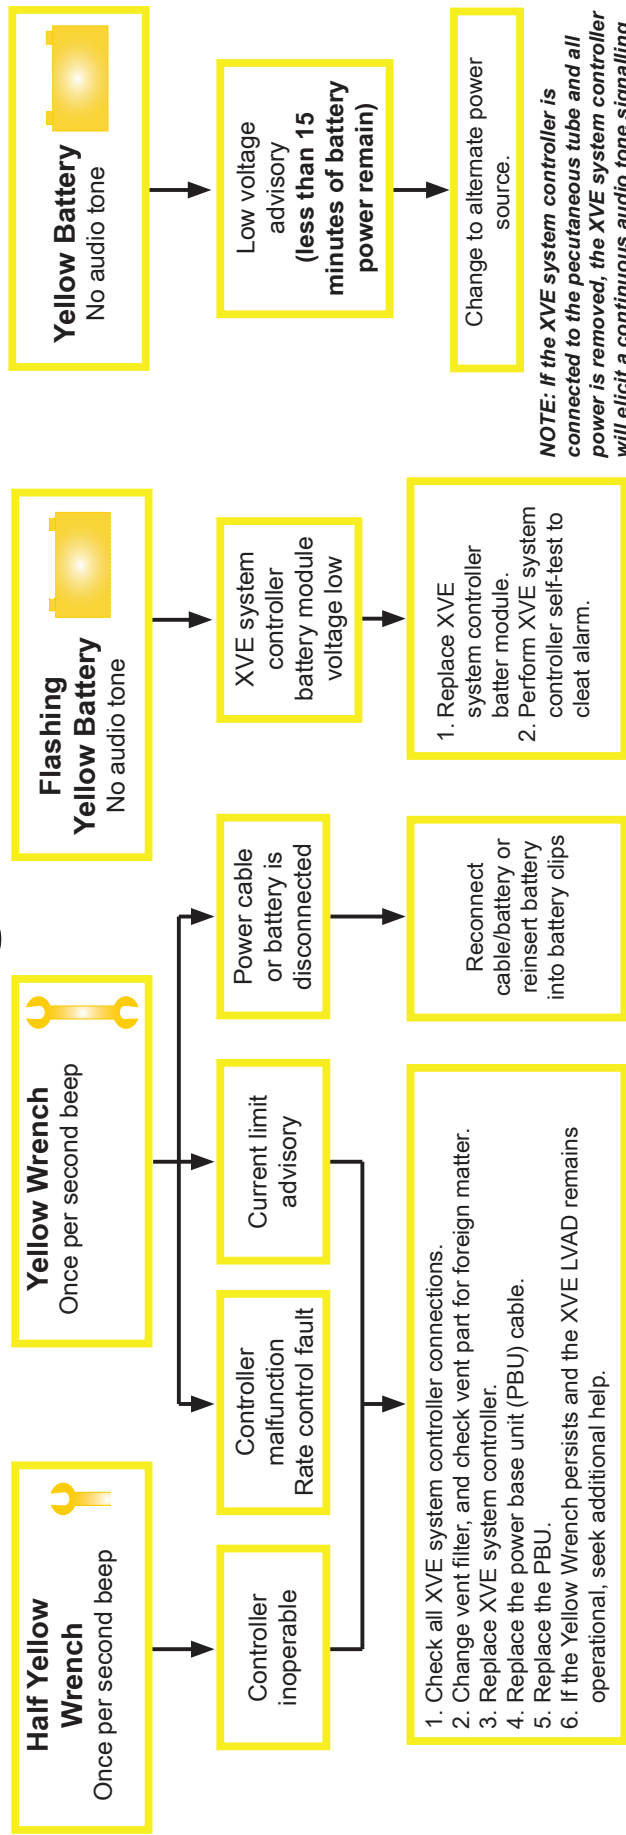 Half Yellow
Wrench
Once per second beep
Yellow Wrench
Once per second beep
Flashing
Yellow Battery
No audio tone
Yellow Battery
No audio tone
Controller
inoperable
Controller
malfunction
Rate control fault
Current limit
advisory
Power cable
or battery is
disconnected
XVE system
controller
battery module
voltage low
Low voltage
advisory
(less than 15
minutes of battery
power remain)
1. Check all XVE system controller connections.
2. Change vent filter, and check vent part for foreign matter.
3. Replace XVE system controller.
4. Replace the power base unit (PBU) cable.
5. Replace the PBU.
6. If the Yellow Wrench persists and the XVE LVAD remains
operational, seek additional help.
Reconnect
cable/battery or
reinsert battery
into battery clips
1. Replace XVE
system controller
batter module.
2. Perform XVE system
controller self-test to
cleat alarm.
Change to alternate power
source.
NOTE: If the XVE system controller is
connected to the pecutaneous tube and all
power is removed, the XVE system controller
will elicit a continuous audio tone signalling